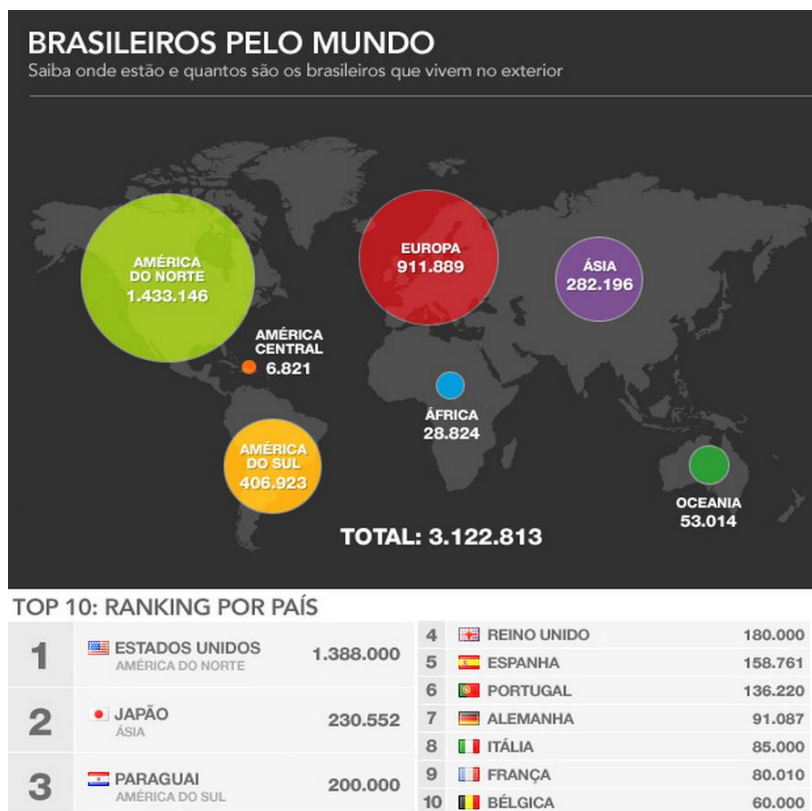 BRASILEIROS PELO MUNDO
Saiba onde estão e quantos são os brasileiros que vivem no exterior
AMÉRICA
DO NORTE
1.433.146
EUROPA
911.889
ÁSIA
282.196
AMÉRICA
CENTRAL
6.821
ÁFRICA
28.824
AMÉRICA
DO SUL
406.923
OCEANIA
53.014
TOTAL: 3.122.813
TOP 10: RANKING POR PAÍS
1 ESTADOS UNIDOS 1.388.000
AMÉRICA DO NORTE
2 JAPÃO 230.552
ÁSIA
3 PARAGUAI 200.000
AMÉRICA DO SUL
4 REINO UNIDO 180.000
5 ESPANHA 158.761
6 PORTUGAL 136.220
7 ALEMANHA 91.087
8 ITÁLIA 85.000
9 FRANÇA 80.010
10 BÉLGICA 60.000